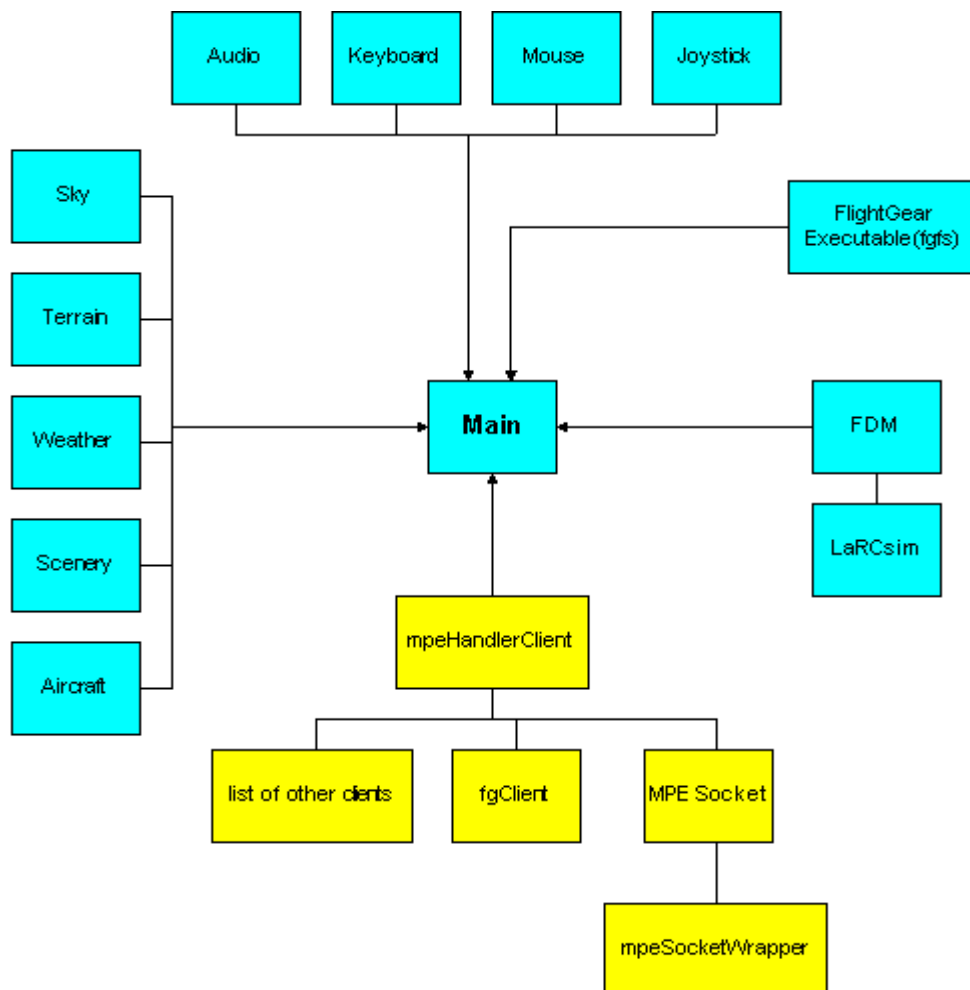 Audio
Keyboard
Mouse
Joystick
Sky
FlightGear
Executable(fgfs)
Terrain
Main
FDM
Weather
LaRCsim
Scenery
mpeHandlerClient
Aircraft
list of other clients
fgClient
MPE Socket
mpeSocketWrapper